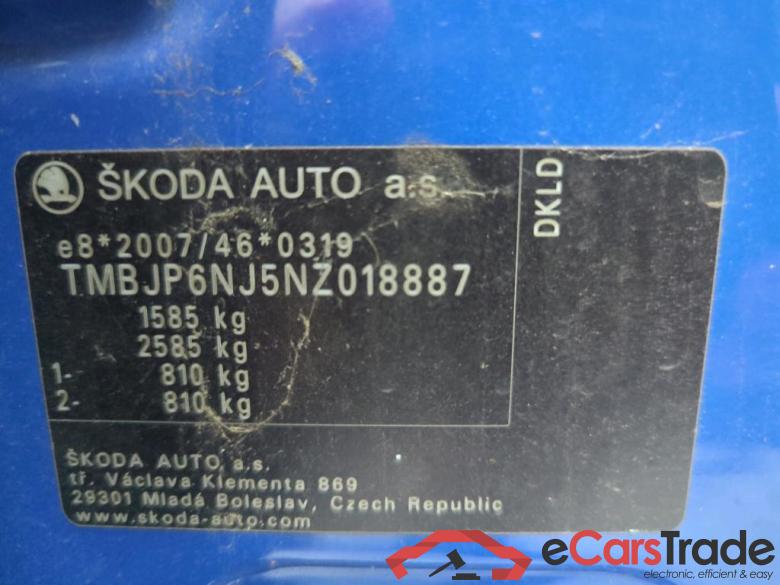 ŠKODA AUTO a.s.
DKLD
e8*2007/46*0319
TMBJP6NJ5NZ018887
1585 kg
2585 kg
1- 810 kg
2- 810 kg
ŠKODA AUTO a.s.
tř. Václava Klementa 869
29301 Mladá Boleslav, Czech Republic
www.skoda-auto.com
eCarsTrade
electronic, efficient & easy